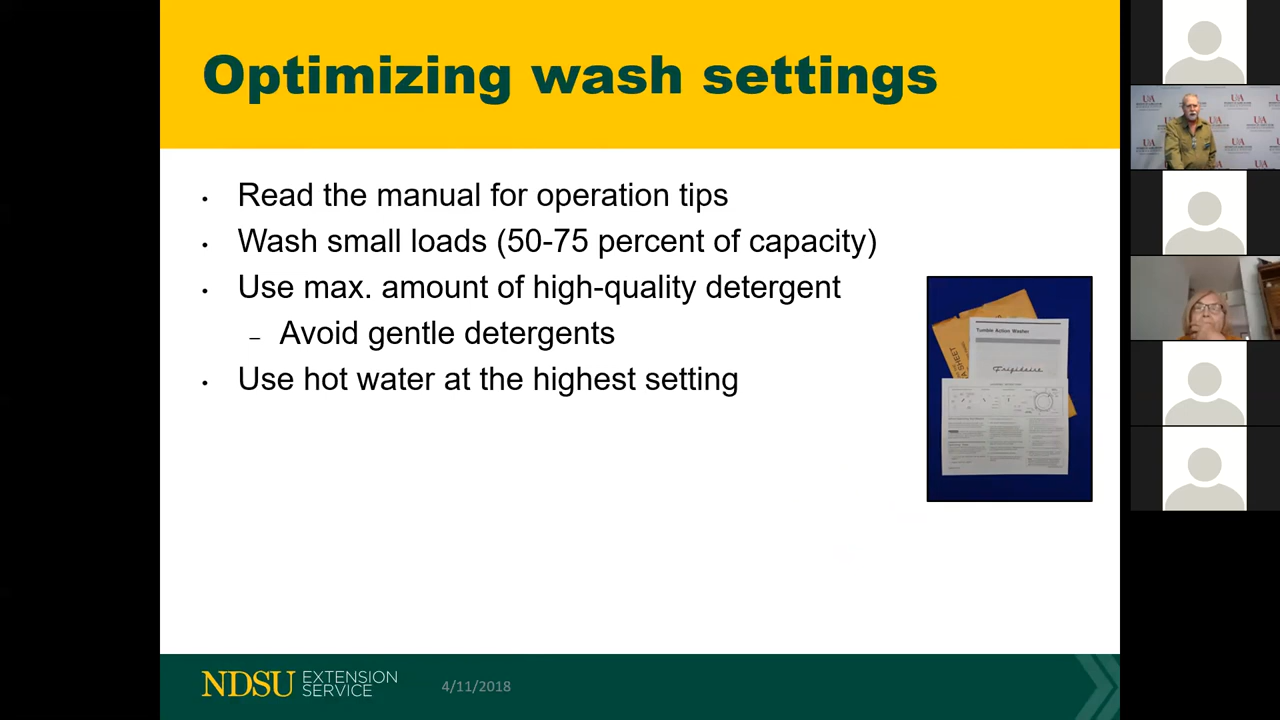 Optimizing wash settings
• Read the manual for operation tips
• Wash small loads (50-75 percent of capacity)
• Use max. amount of high-quality detergent
– Avoid gentle detergents
• Use hot water at the highest setting
Tumble Action Washer
Frigidaire
NDSU EXTENSION
SERVICE
4/11/2018
UA